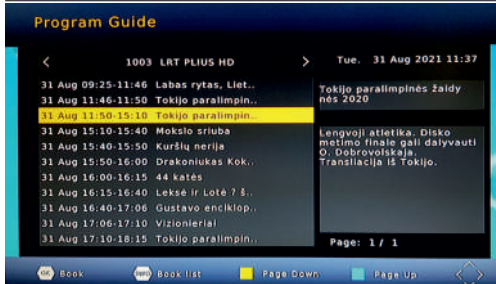 Program Guide
< 1003 LRT PLIUS HD >
Tue. 31 Aug 2021 11:37
31 Aug 09:25-11:46 Labas rytas, Liet..
31 Aug 11:46-11:50 Tokijo paralimpin..
31 Aug 11:50-15:10 Tokijo paralimpin..
31 Aug 15:10-15:40 Mokslo sriuba
31 Aug 15:40-15:50 Kuršių nerija
31 Aug 15:50-16:00 Drakoniukas Kok..
31 Aug 16:00-16:15 44 katės
31 Aug 16:15-16:40 Leksė ir Lotė ? š..
31 Aug 16:40-17:06 Gustavo enciklop..
31 Aug 17:06-17:10 Vizionieriai
31 Aug 17:10-18:15 Tokijo paralimpin..
Tokijo paralimpinės žaidy
nės 2020
Lengvoji atletika. Disko
metimo finale gali dalyvauti
O. Dobrovolskaja.
Transliacija iš Tokijo.
Page: 1 / 1
OK Book
INFO Book list
Page Down
Page Up